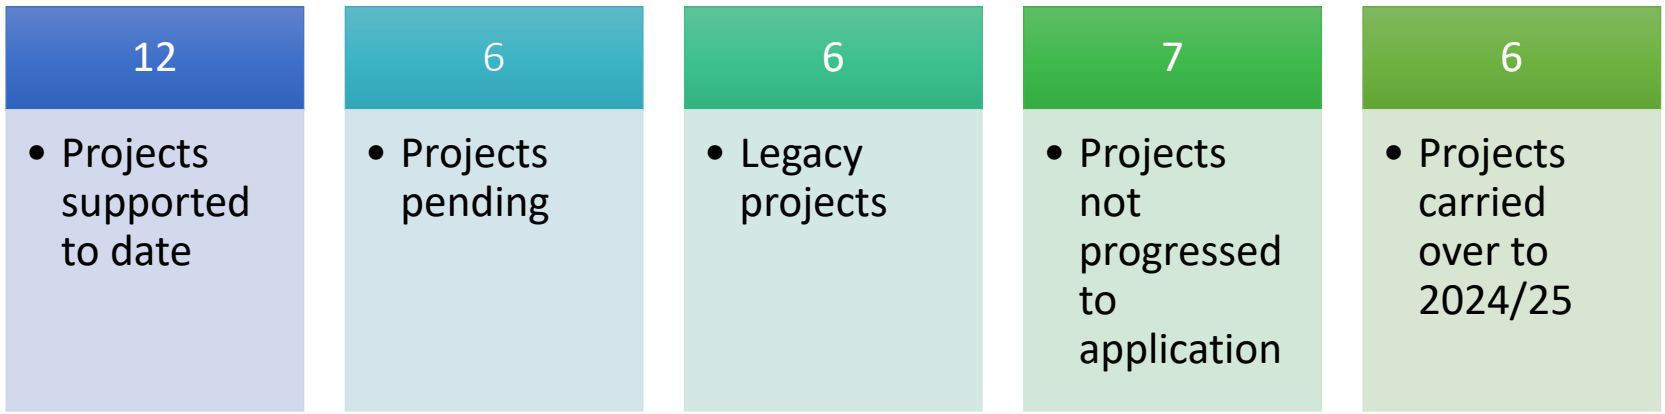 12
• Projects
supported
to date
6
• Projects
pending
6
• Legacy
projects
7
• Projects
not
progressed
to
application
6
• Projects
carried
over to
2024/25